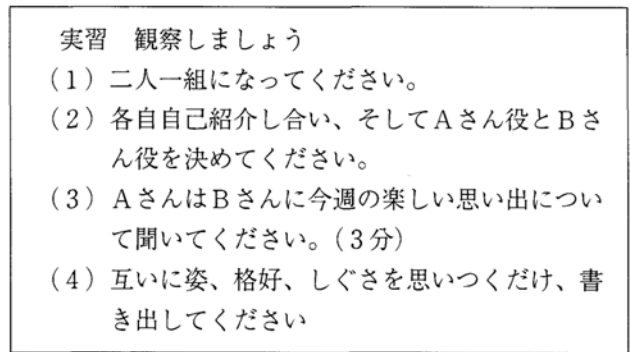 実習　観察しましょう
（１）二人一組になってください。
（２）各自自己紹介し合い、そしてＡさん役とＢさ
ん役を決めてください。
（３）ＡさんはＢさんに今週の楽しい思い出につい
て聞いてください。（３分）
（４）互いに姿、格好、しぐさを思いつくだけ、書
き出してください